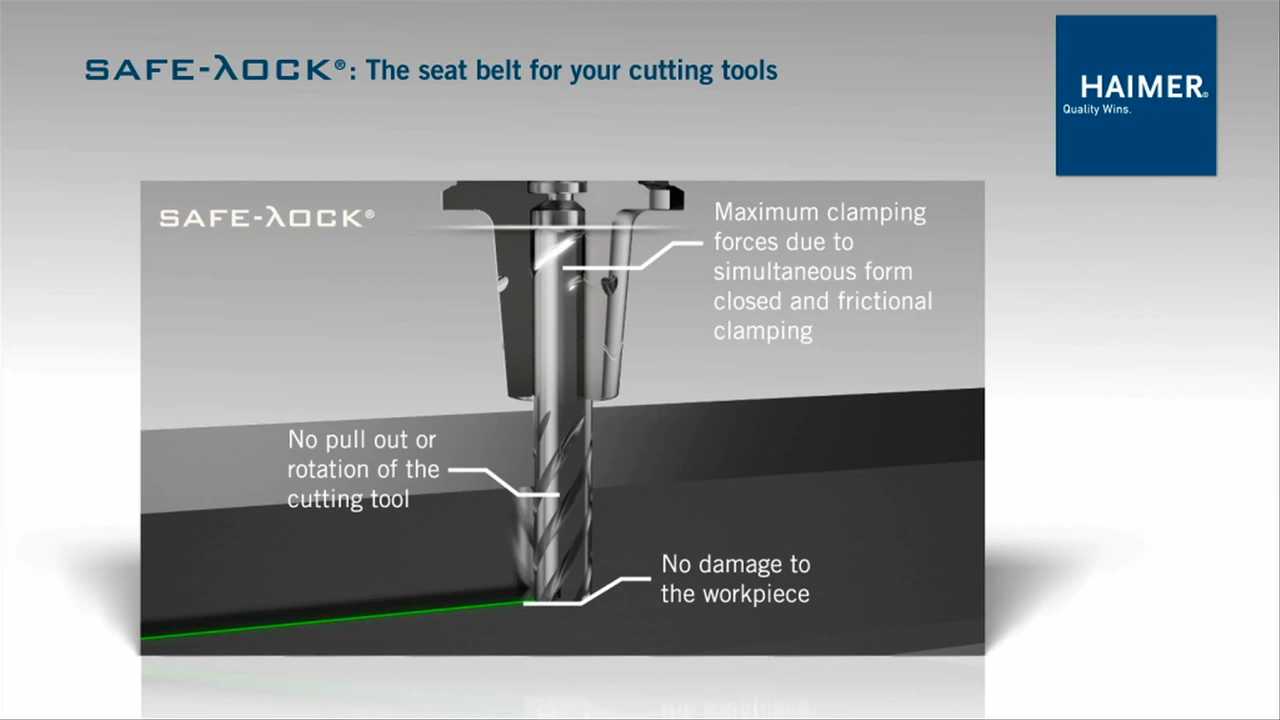 SAFE-λOCK®: The seat belt for your cutting tools
HAIMER®
Quality Wins.
SAFE-λOCK®
Maximum clamping
forces due to
simultaneous form
closed and frictional
clamping
No pull out or
rotation of the
cutting tool
No damage to
the workpiece